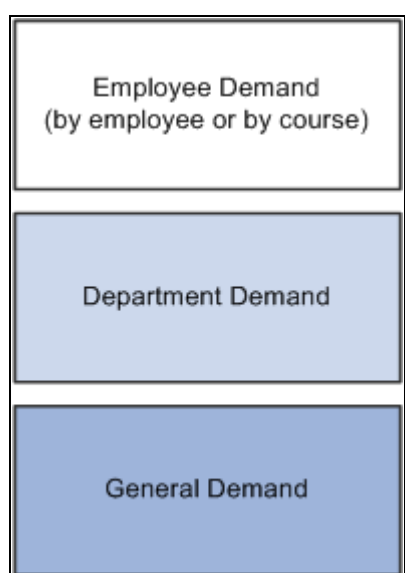 Employee Demand
(by employee or by course)
Department Demand
General Demand